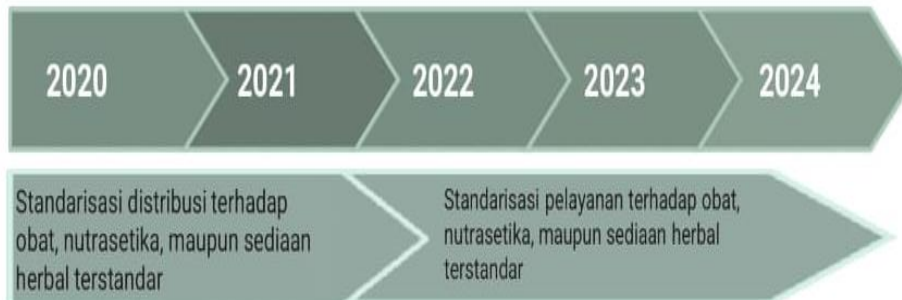 2020 2021 2022 2023 2024
Standarisasi distribusi terhadap
obat, nutrasetika, maupun sediaan
herbal terstandar
Standarisasi pelayanan terhadap obat,
nutrasetika, maupun sediaan herbal
terstandar